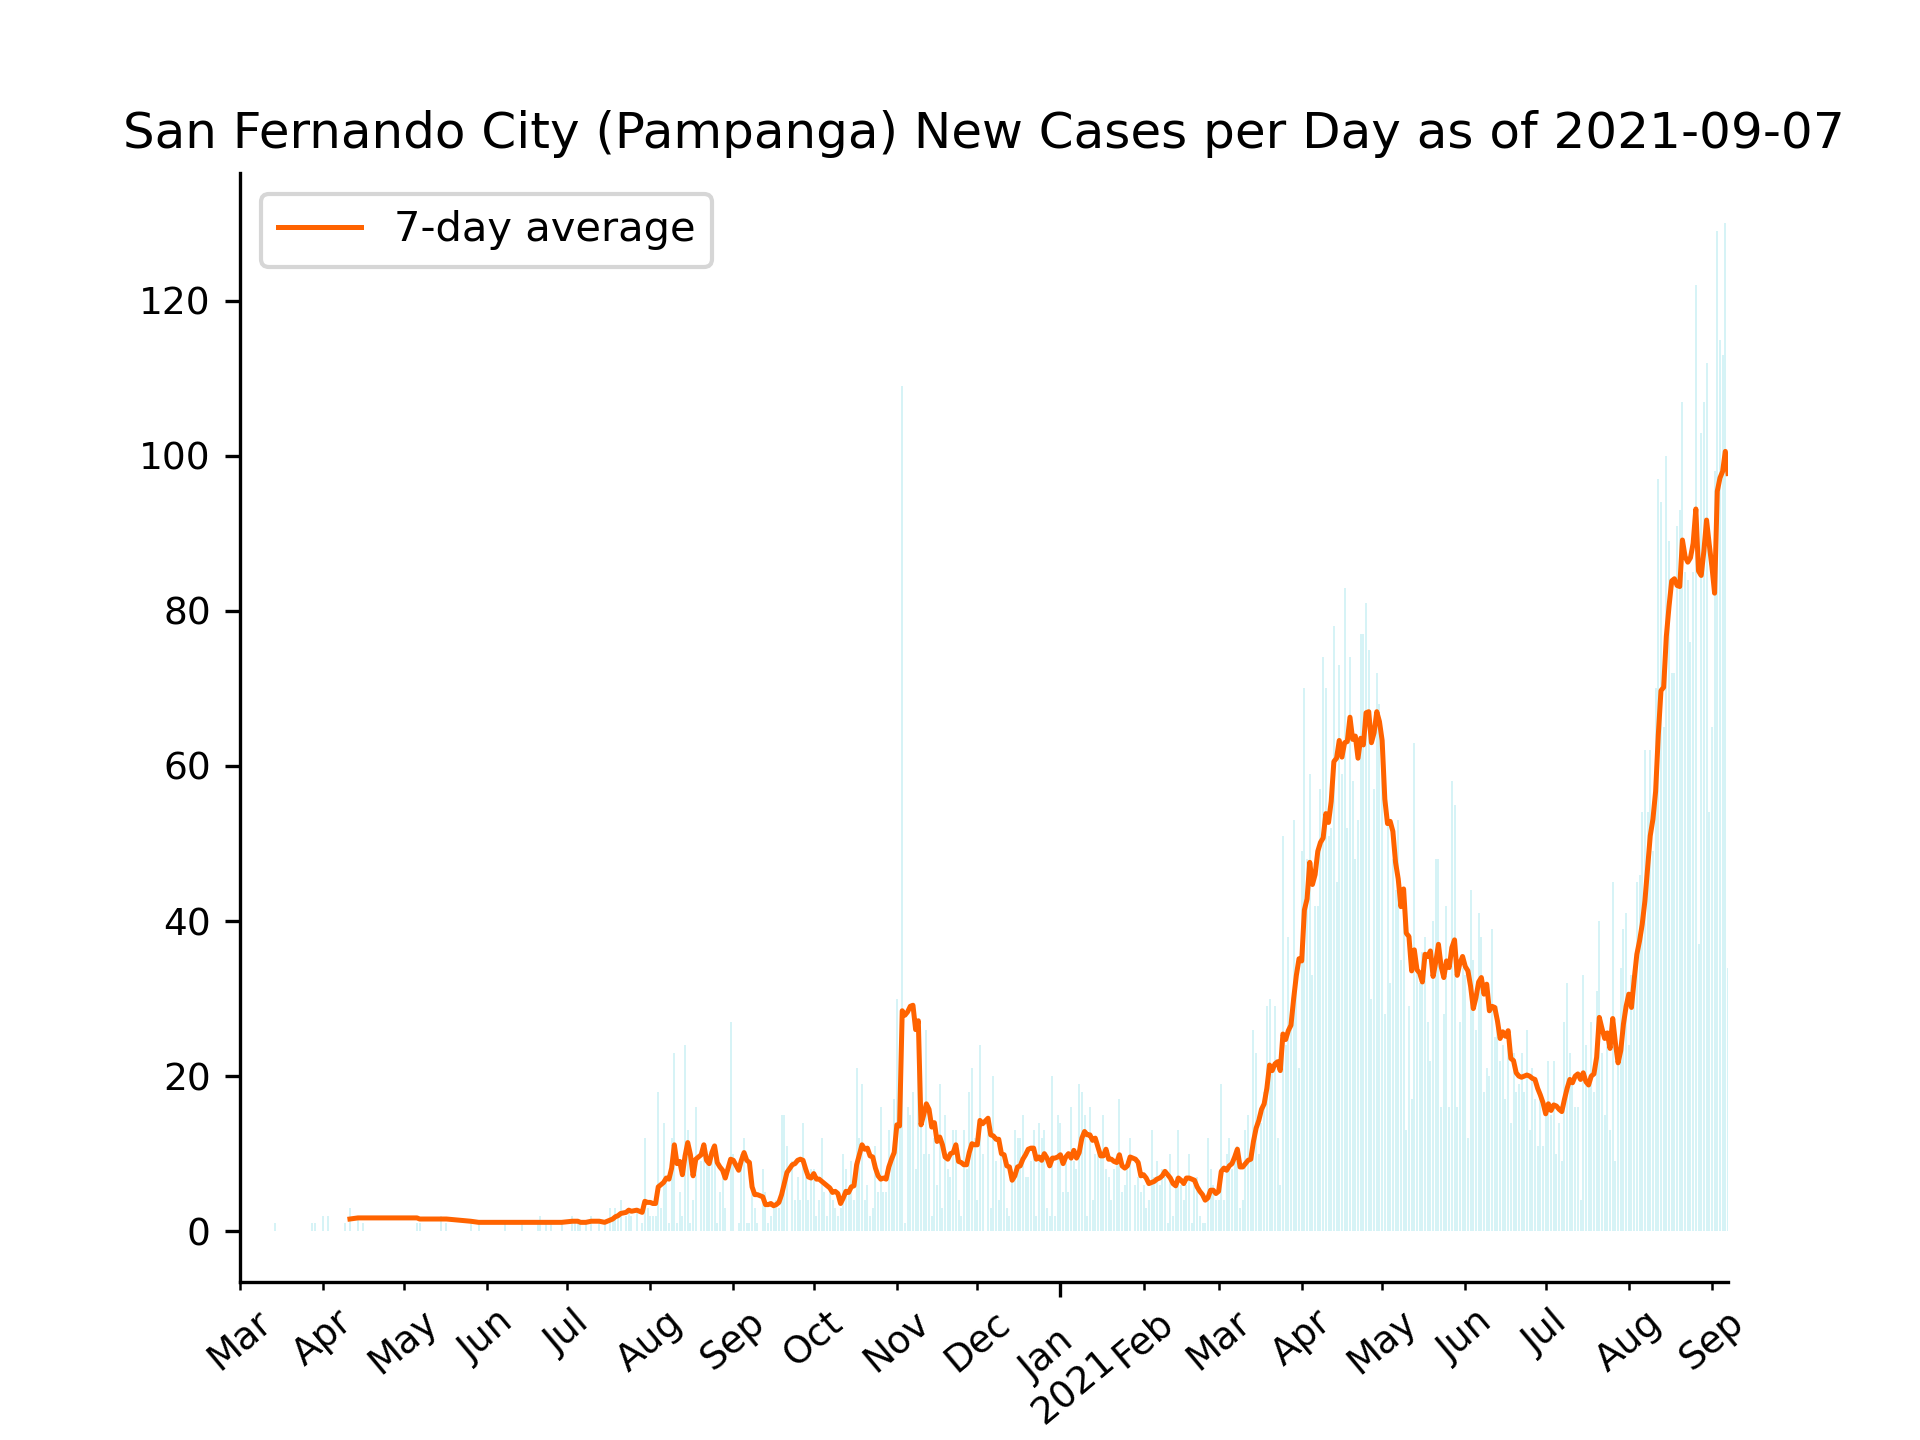 San Fernando City (Pampanga) New Cases per Day as of 2021-09-07
7-day average
120
100
80
60
40
20
0
Mar Apr May Jun Jul Aug Sep Oct Nov Dec Jan Feb Mar Apr May Jun Jul Aug Sep
2021